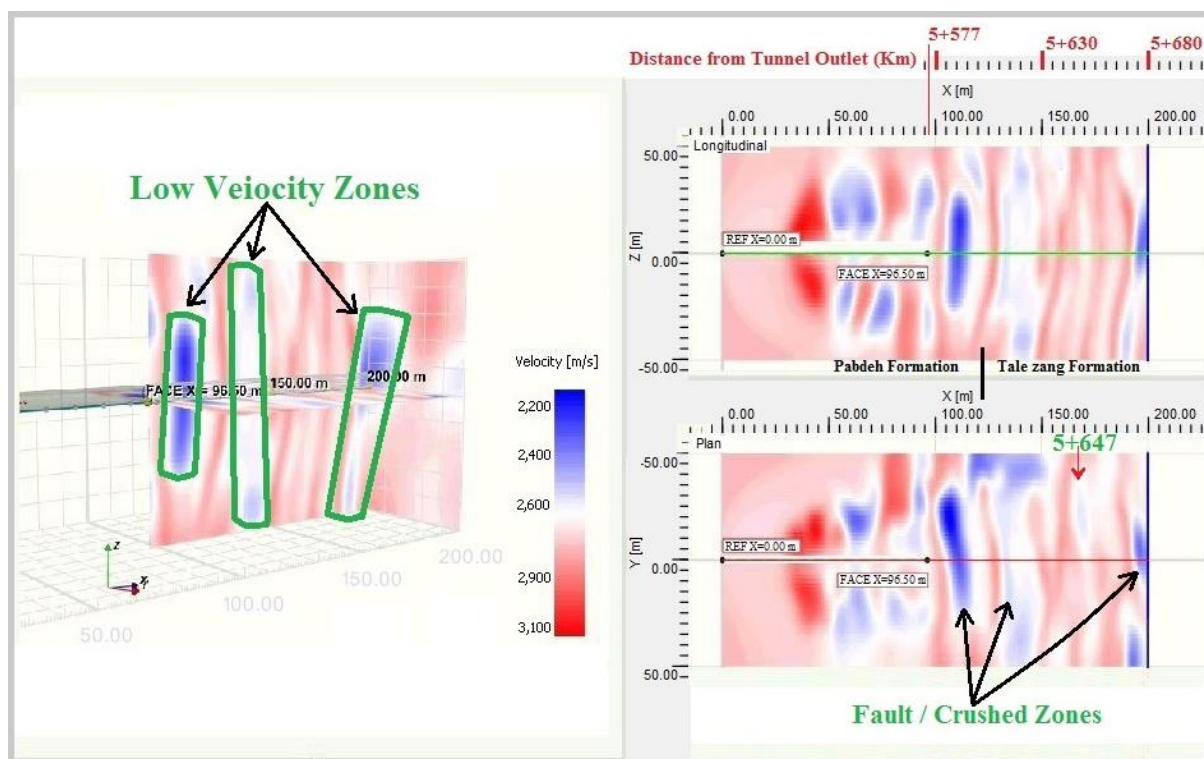 Low Veiocity Zones
FACE X = 96.50 m
150.00 m
200.00 m
Velocity [m/s]
2,200
2,400
2,600
2,900
3,100
z
50.00
100.00
150.00
200.00
5+577
5+630
5+680
Distance from Tunnel Outlet (Km)
X [m]
0.00 50.00 100.00 150.00 200.00
Longitudinal
50.00
Z [m]
0.00
-50.00
REF X=0.00 m
FACE X=96.50 m
Pabdeh Formation
Tale zang Formation
X [m]
0.00 50.00 100.00 150.00 200.00
Plan
5+647
-50.00
Y [m]
0.00
50.00
REF X=0.00 m
FACE X=96.50 m
Fault / Crushed Zones